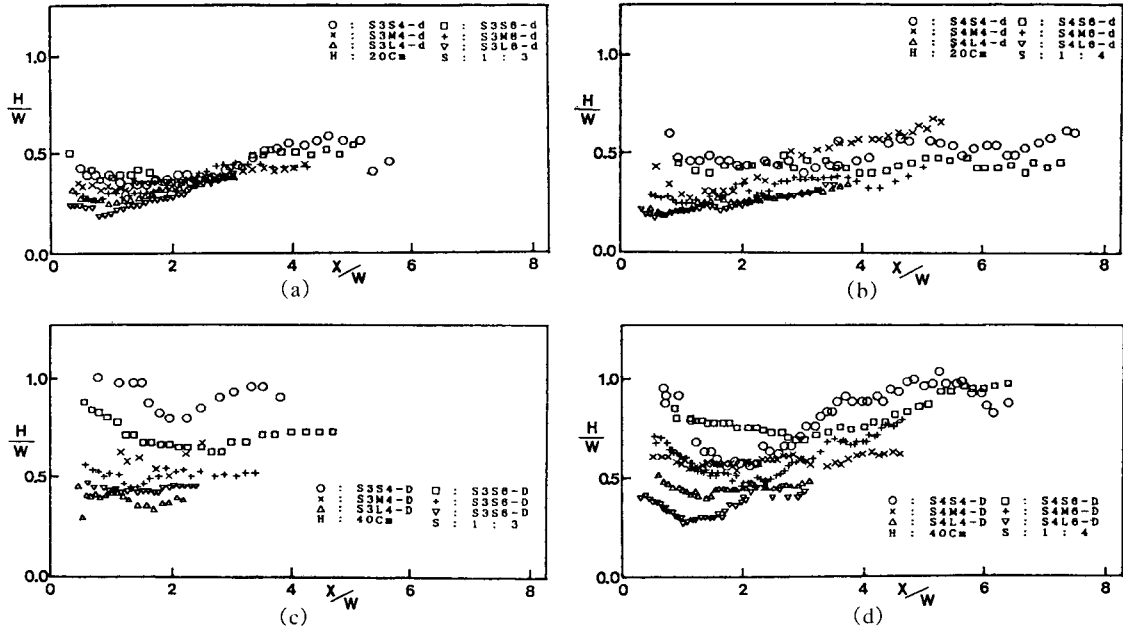 ○ : S3S4-d □ : S3S6-d
× : S3M4-d + : S3M6-d
△ : S3L4-d ▽ : S3L6-d
H : 20Cm S : 1 : 3
1.0
H/W
0.5
0.0
0 2 4 X/W 6 8
(a)
○ : S4S4-d □ : S4S6-d
× : S4M4-d + : S4M6-d
△ : S4L4-d ▽ : S4L6-d
H : 20Cm S : 1 : 4
1.0
H/W
0.5
0.0
0 2 4 X/W 6 8
(b)
1.0
H/W
0.5
0.0
○ : S3S4-D □ : S3S6-D
× : S3M4-D + : S3S6-D
△ : S3L4-D ▽ : S3S6-D
H : 40Cm S : 1 : 3
0 2 4 X/W 6 8
(c)
1.0
H/W
0.5
0.0
○ : S4S4-D □ : S4S6-D
× : S4M4-D + : S4M6-D
△ : S4L4-D ▽ : S4L6-D
H : 40Cm S : 1 : 4
0 2 4 X/W 6 8
(d)